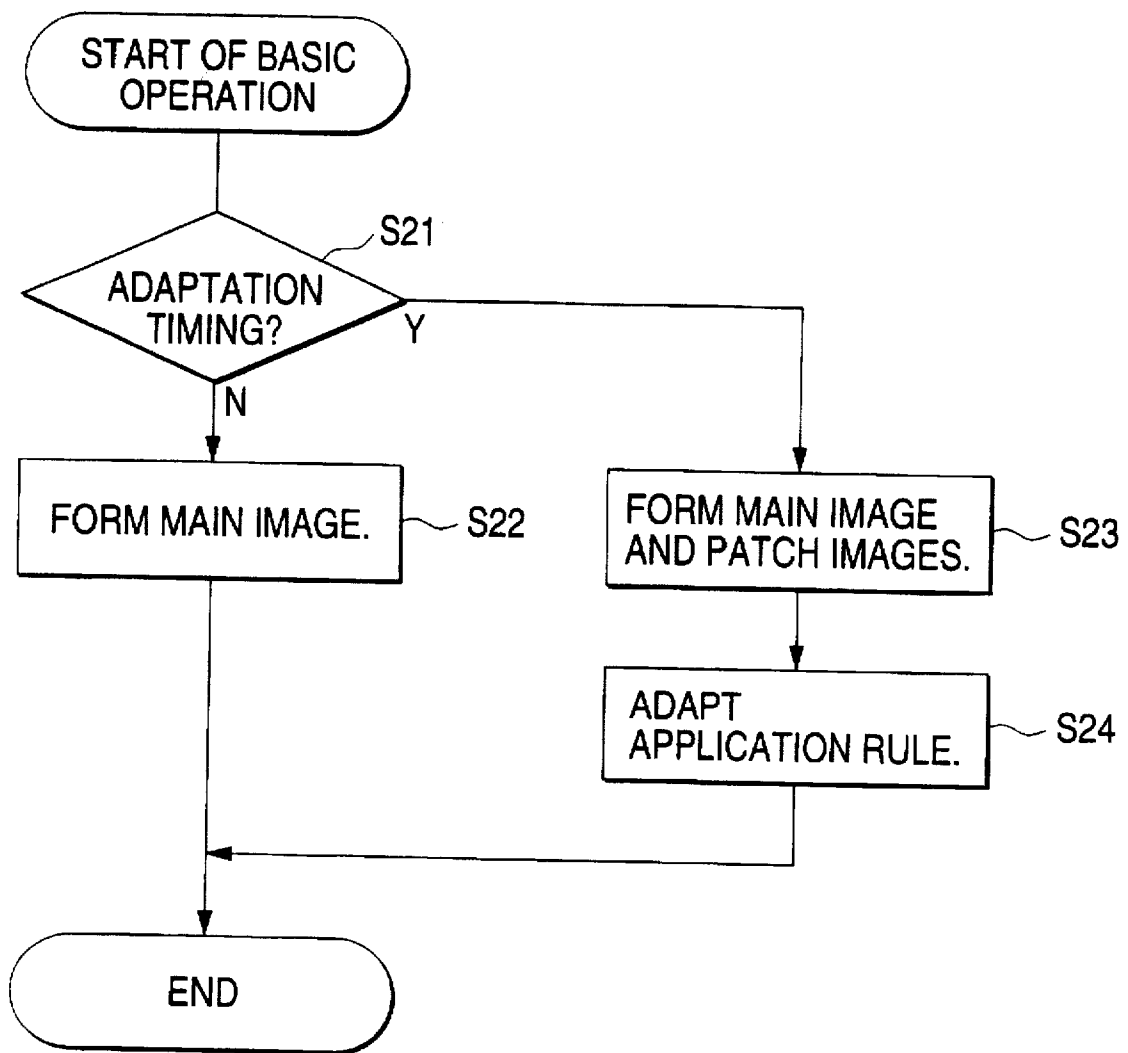 START OF BASIC
OPERATION
S21
ADAPTATION
TIMING?
Y
N
FORM MAIN IMAGE.
S22
FORM MAIN IMAGE
AND PATCH IMAGES.
S23
ADAPT
APPLICATION RULE.
S24
END